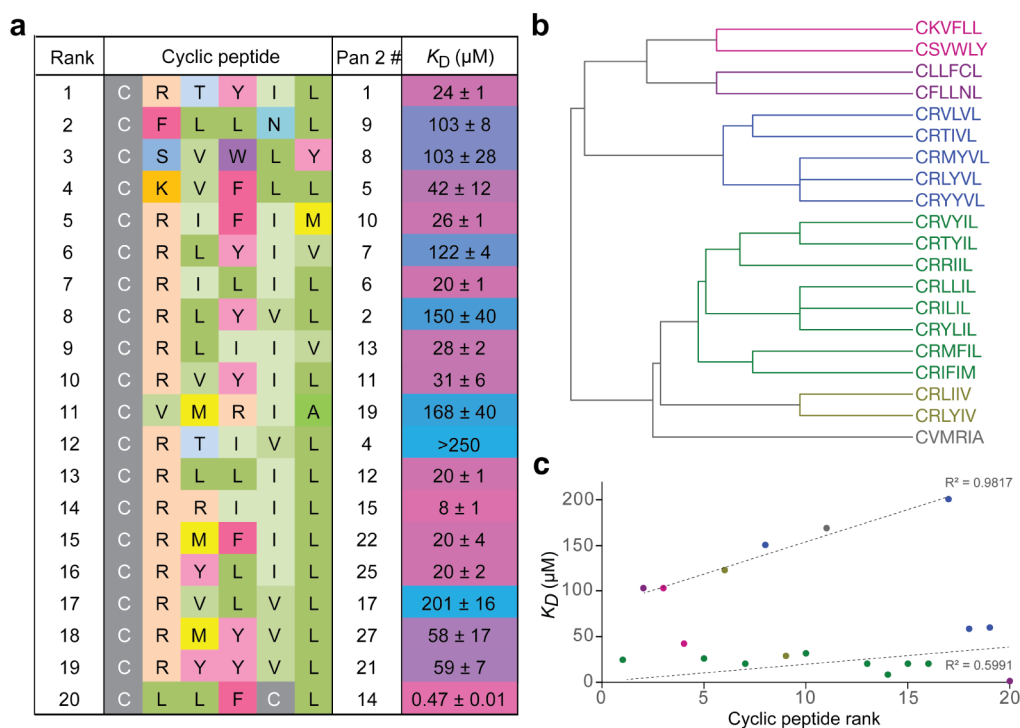 a
Rank Cyclic peptide Pan 2 # KD (µM)
1 C R T Y I L 1 24 ± 1
2 C F L L N L 9 103 ± 8
3 C S V W L Y 8 103 ± 28
4 C K V F L L 5 42 ± 12
5 C R I F I M 10 26 ± 1
6 C R L Y I V 7 122 ± 4
7 C R I L I L 6 20 ± 1
8 C R L Y V L 2 150 ± 40
9 C R L I I V 13 28 ± 2
10 C R V Y I L 11 31 ± 6
11 C V M R I A 19 168 ± 40
12 C R T I V L 4 >250
13 C R L L I L 12 20 ± 1
14 C R R I I L 15 8 ± 1
15 C R M F I L 22 20 ± 4
16 C R Y L I L 25 20 ± 2
17 C R V L V L 17 201 ± 16
18 C R M Y V L 27 58 ± 17
19 C R Y Y V L 21 59 ± 7
20 C L L F C L 14 0.47 ± 0.01
b
CKVFLL
CSVWLY
CLLFCL
CFLLNL
CRVLVL
CRTIVL
CRMYVL
CRLYVL
CRYYVL
CRVYIL
CRTYIL
CRRIIL
CRLLIL
CRILIL
CRYLIL
CRMFIL
CRIFIM
CRLIIV
CRLYIV
CVMRIA
c
KD (µM)
200
150
100
50
0
R² = 0.9817
R² = 0.5991
0 5 10 15 20
Cyclic peptide rank